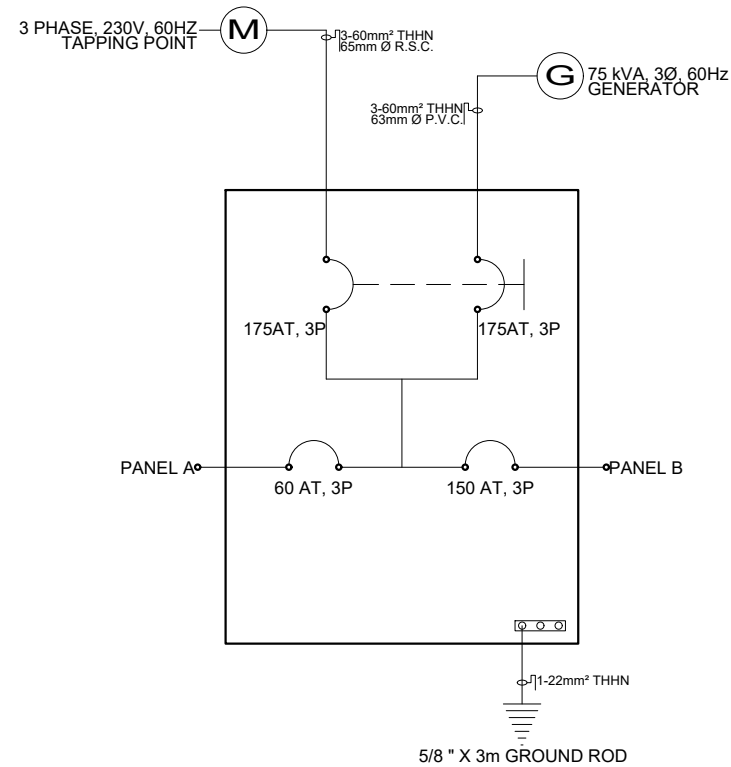 3 PHASE, 230V, 60HZ
TAPPING POINT
M
3-60mm² THHN
65mm Ø R.S.C.
G
75 kVA, 3Ø, 60Hz
GENERATOR
3-60mm² THHN
63mm Ø P.V.C.
175AT, 3P
175AT, 3P
PANEL A
60 AT, 3P
150 AT, 3P
PANEL B
1-22mm² THHN
5/8 " X 3m GROUND ROD